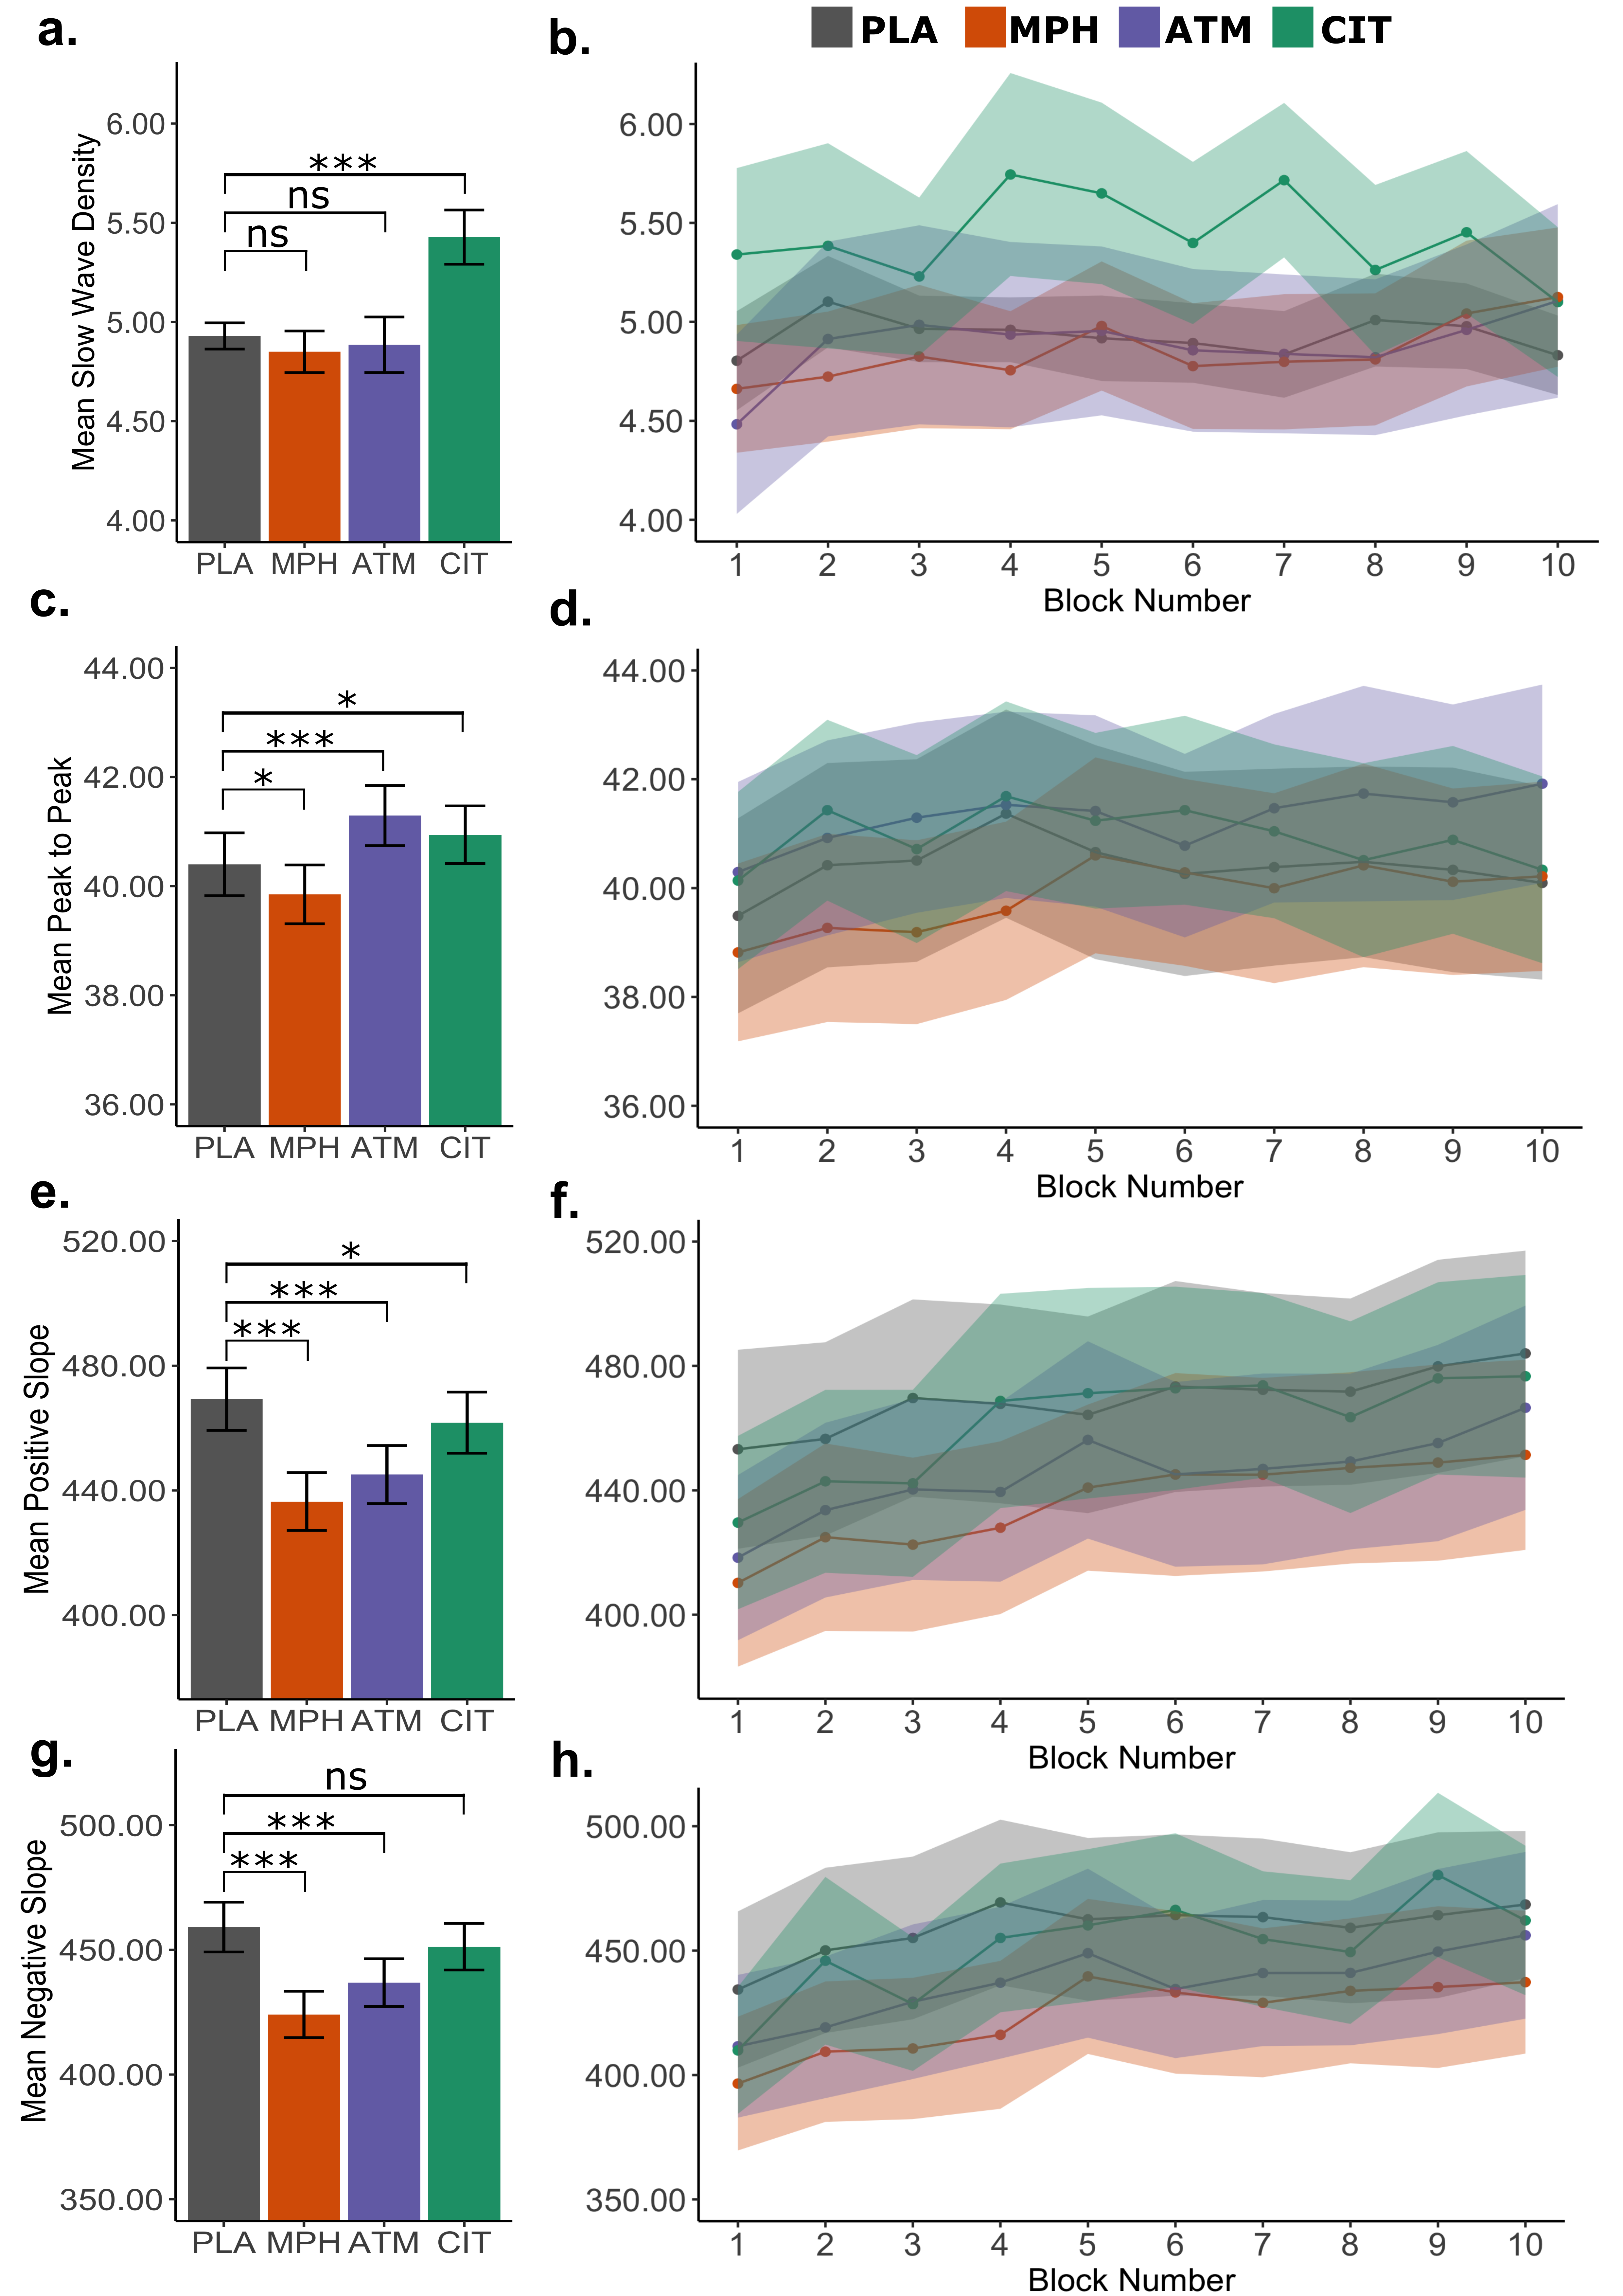 a.
b.
PLA MPH ATM CIT
Mean Slow Wave Density
6.00
5.50
5.00
4.50
4.00
***
ns
ns
PLA MPH ATM CIT
6.00
5.50
5.00
4.50
4.00
1 2 3 4 5 6 7 8 9 10
Block Number
c.
d.
Mean Peak to Peak
44.00
42.00
40.00
38.00
36.00
*
***
*
PLA MPH ATM CIT
44.00
42.00
40.00
38.00
36.00
1 2 3 4 5 6 7 8 9 10
Block Number
e.
f.
Mean Positive Slope
520.00
480.00
440.00
400.00
*
***
***
PLA MPH ATM CIT
520.00
480.00
440.00
400.00
1 2 3 4 5 6 7 8 9 10
Block Number
g.
h.
Mean Negative Slope
500.00
450.00
400.00
350.00
ns
***
***
PLA MPH ATM CIT
500.00
450.00
400.00
350.00
1 2 3 4 5 6 7 8 9 10
Block Number